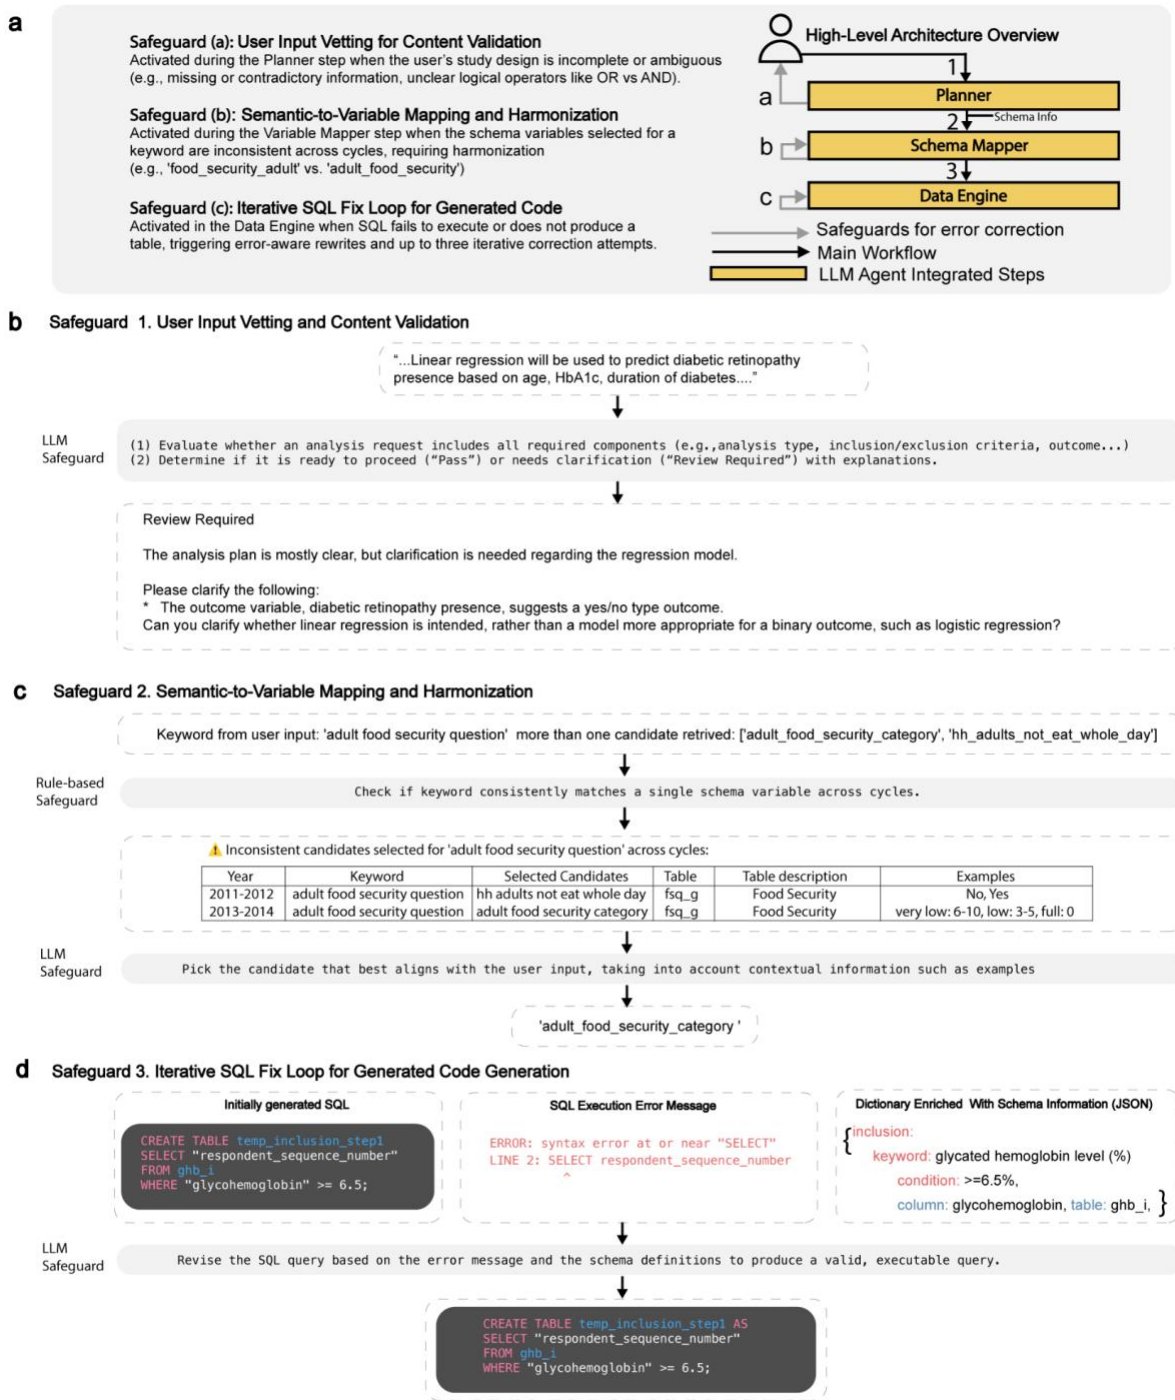 a
Safeguard (a): User Input Vetting for Content Validation
Activated during the Planner step when the user's study design is incomplete or ambiguous
(e.g., missing or contradictory information, unclear logical operators like OR vs AND).
Safeguard (b): Semantic-to-Variable Mapping and Harmonization
Activated during the Variable Mapper step when the schema variables selected for a
keyword are inconsistent across cycles, requiring harmonization
(e.g., 'food_security_adult' vs. 'adult_food_security')
Safeguard (c): Iterative SQL Fix Loop for Generated Code
Activated in the Data Engine when SQL fails to execute or does not produce a
table, triggering error-aware rewrites and up to three iterative correction attempts.
High-Level Architecture Overview
1
a
Planner
2
Schema Info
b
Schema Mapper
3
c
Data Engine
Safeguards for error correction
Main Workflow
LLM Agent Integrated Steps
b
Safeguard 1. User Input Vetting and Content Validation
"...Linear regression will be used to predict diabetic retinopathy
presence based on age, HbA1c, duration of diabetes...."
LLM
Safeguard
(1) Evaluate whether an analysis request includes all required components (e.g.,analysis type, inclusion/exclusion criteria, outcome...)
(2) Determine if it is ready to proceed ("Pass") or needs clarification ("Review Required") with explanations.
Review Required
The analysis plan is mostly clear, but clarification is needed regarding the regression model.
Please clarify the following:
* The outcome variable, diabetic retinopathy presence, suggests a yes/no type outcome.
Can you clarify whether linear regression is intended, rather than a model more appropriate for a binary outcome, such as logistic regression?
c
Safeguard 2. Semantic-to-Variable Mapping and Harmonization
Keyword from user input: 'adult food security question' more than one candidate retrived: ['adult_food_security_category', 'hh_adults_not_eat_whole_day']
Rule-based
Safeguard
Check if keyword consistently matches a single schema variable across cycles.
⚠ Inconsistent candidates selected for 'adult food security question' across cycles:
Year Keyword Selected Candidates Table Table description Examples
2011-2012 adult food security question hh adults not eat whole day fsq_g Food Security No, Yes
2013-2014 adult food security question adult food security category fsq_g Food Security very low: 6-10, low: 3-5, full: 0
LLM
Safeguard
Pick the candidate that best aligns with the user input, taking into account contextual information such as examples
'adult_food_security_category '
d
Safeguard 3. Iterative SQL Fix Loop for Generated Code Generation
Initially generated SQL
CREATE TABLE temp_inclusion_step1
SELECT "respondent_sequence_number"
FROM ghb_i
WHERE "glycohemoglobin" >= 6.5;
SQL Execution Error Message
ERROR: syntax error at or near "SELECT"
LINE 2: SELECT respondent_sequence_number
^
Dictionary Enriched With Schema Information (JSON)
{inclusion:
keyword: glycated hemoglobin level (%)
condition: >=6.5%,
column: glycohemoglobin, table: ghb_i, }
LLM
Safeguard
Revise the SQL query based on the error message and the schema definitions to produce a valid, executable query.
CREATE TABLE temp_inclusion_step1 AS
SELECT "respondent_sequence_number"
FROM ghb_i
WHERE "glycohemoglobin" >= 6.5;